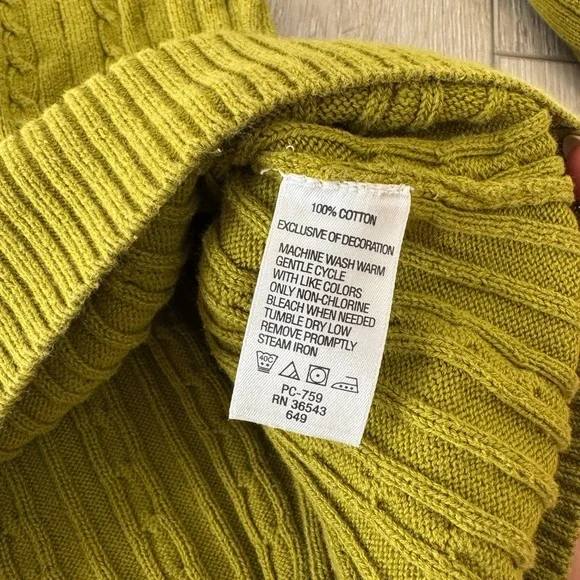 100% COTTON
EXCLUSIVE OF DECORATION
MACHINE WASH WARM
GENTLE CYCLE
WITH LIKE COLORS
ONLY NON-CHLORINE
BLEACH WHEN NEEDED
TUMBLE DRY LOW
REMOVE PROMPTLY
STEAM IRON
40C
PC-759
RN 36543
649